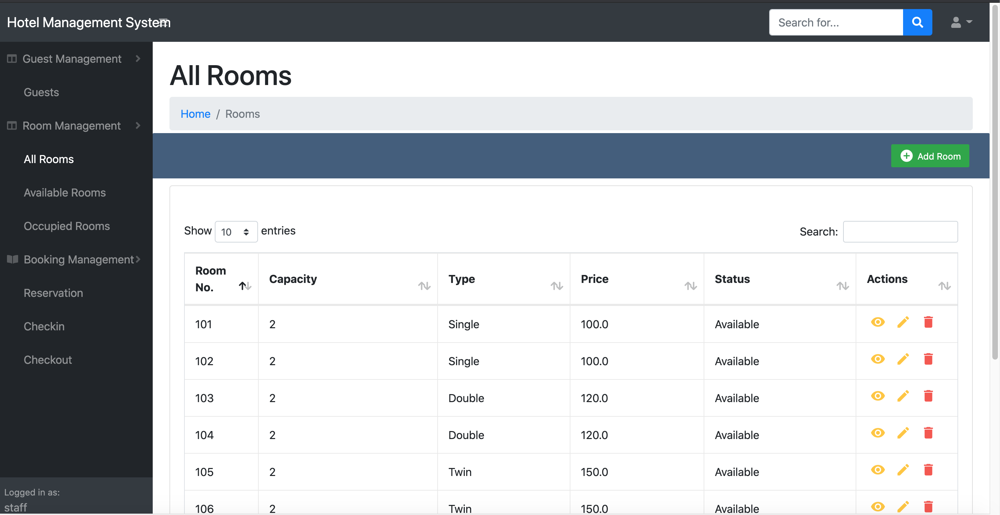 Hotel Management System
Search for...
Guest Management
Guests
Room Management
All Rooms
Available Rooms
Occupied Rooms
Booking Management
Reservation
Checkin
Checkout
Logged in as:
staff
All Rooms
Home / Rooms
Add Room
Show 10 entries
Search:
Room No. Capacity Type Price Status Actions
101 2 Single 100.0 Available
102 2 Single 100.0 Available
103 2 Double 120.0 Available
104 2 Double 120.0 Available
105 2 Twin 150.0 Available
106 2 Twin 150.0 Available